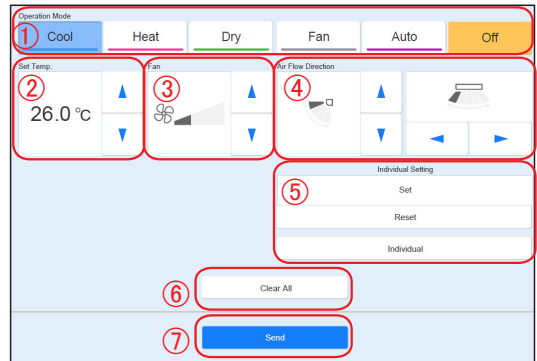 Operation Mode
① Cool Heat Dry Fan Auto Off
Set Temp. Fan Air Flow Direction
② ③ ④
26.0 °C
Individual Setting
⑤ Set
Reset
Individual
⑥ Clear All
⑦ Send